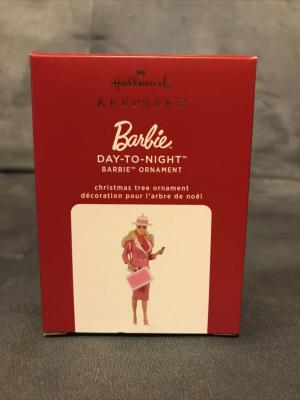 Hallmark
KEEPSAKE
Barbie
DAY-TO-NIGHT™
BARBIE™ ORNAMENT
christmas tree ornament
décoration pour l'arbre de noël